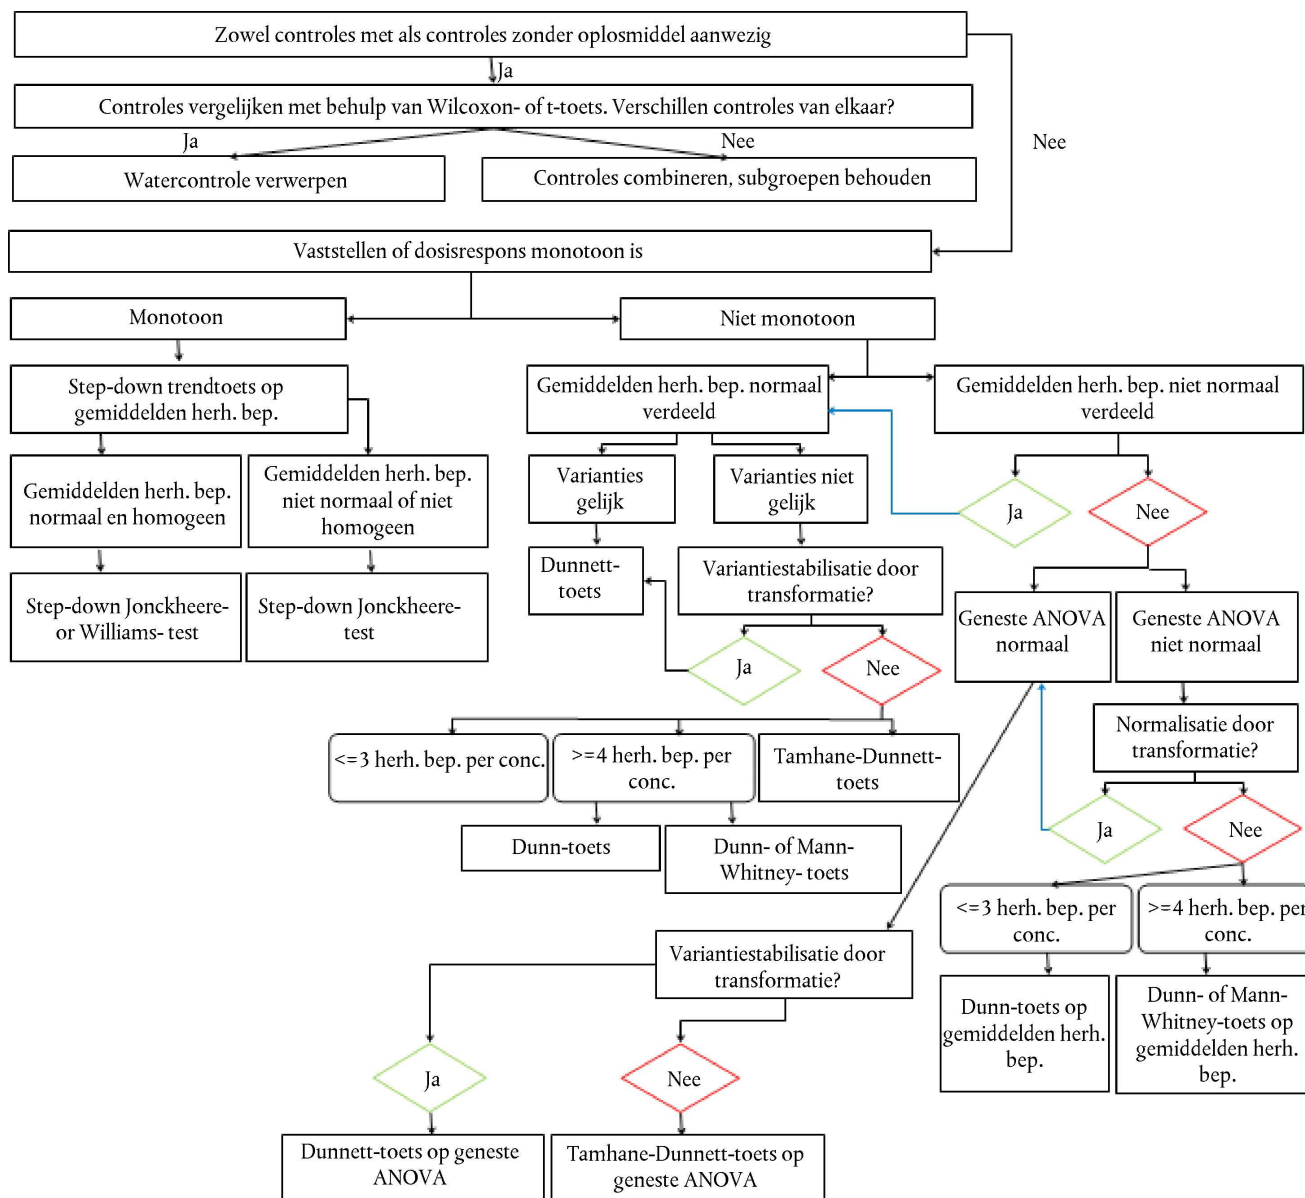 Zowel controles met als controles zonder oplosmiddel aanwezig
Ja
Controles vergelijken met behulp van Wilcoxon- of t-toets. Verschillen controles van elkaar?
Ja
Nee
Nee
Watercontrole verwerpen
Controles combineren, subgroepen behouden
Vaststellen of dosisrespons monotoon is
Monotoon
Niet monotoon
Step-down trendtoets op
gemiddelden herh. bep.
Gemiddelden herh. bep. normaal
verdeeld
Gemiddelden herh. bep. niet normaal
verdeeld
Gemiddelden herh. bep.
normaal en homogeen
Gemiddelden herh. bep.
niet normaal of niet
homogeen
Varianties
gelijk
Varianties niet
gelijk
Ja
Nee
Step-down Jonckheere-
or Williams- test
Step-down Jonckheere-
test
Dunnett-
toets
Variantiestabilisatie door
transformatie?
Geneste ANOVA
normaal
Geneste ANOVA
niet normaal
Ja
Nee
Normalisatie door
transformatie?
<=3 herh. bep. per conc.
>=4 herh. bep. per
conc.
Tamhane-Dunnett-
toets
Ja
Nee
Dunn-toets
Dunn- of Mann-
Whitney- toets
<=3 herh. bep. per
conc.
>=4 herh. bep. per
conc.
Variantiestabilisatie door
transformatie?
Dunn-toets op
gemiddelden herh.
bep.
Dunn- of Mann-
Whitney-toets op
gemiddelden herh.
bep.
Ja
Nee
Dunnett-toets op geneste
ANOVA
Tamhane-Dunnett-toets op
geneste ANOVA